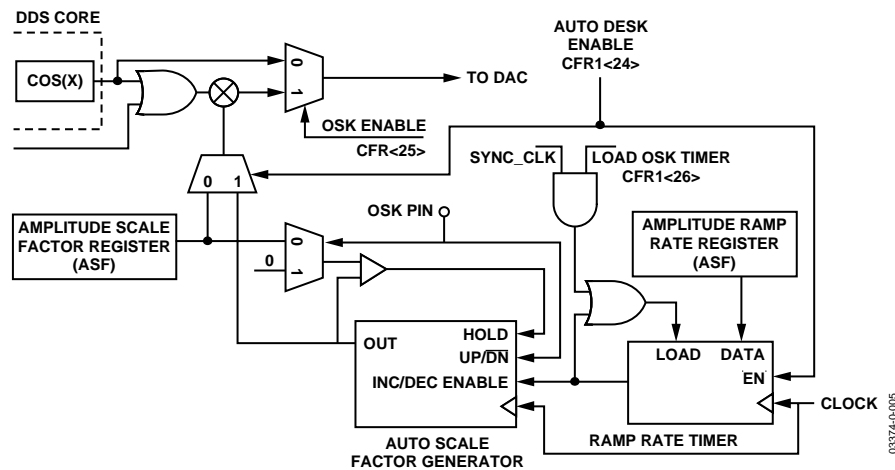 DDS CORE
COS(X)
0
1
TO DAC
OSK ENABLE
CFR<25>
AUTO DESK
ENABLE
CFR1<24>
SYNC_CLK
LOAD OSK TIMER
CFR1<26>
0 1
OSK PIN
AMPLITUDE SCALE
FACTOR REGISTER
(ASF)
0
0
1
AMPLITUDE RAMP
RATE REGISTER
(ASF)
OUT
HOLD
UP/DN
INC/DEC ENABLE
LOAD DATA
EN
CLOCK
AUTO SCALE
FACTOR GENERATOR
RAMP RATE TIMER
03374-0-005